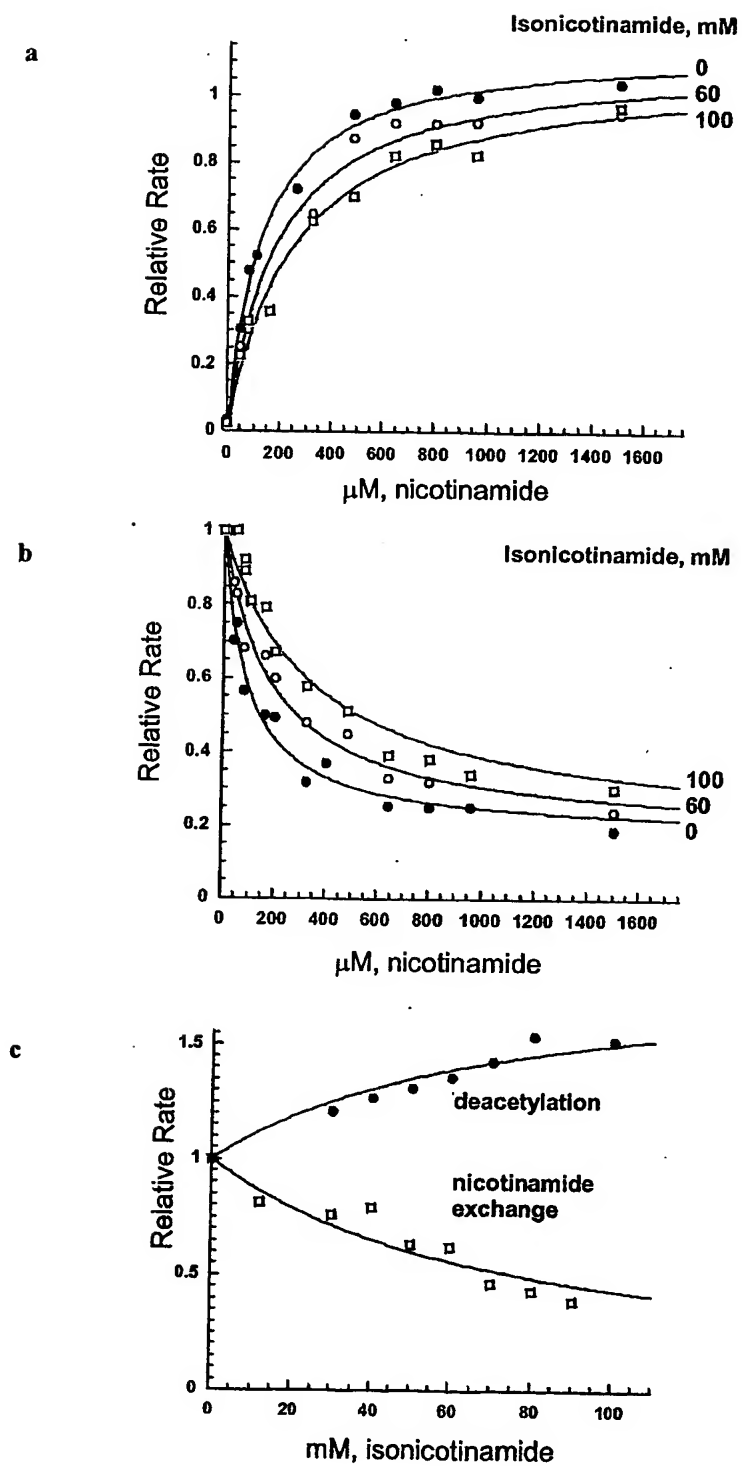 a
Isonicotinamide, mM
0
60
100
1
0.8
0.6
0.4
0.2
0
Relative Rate
0 200 400 600 800 1000 1200 1400 1600
μM, nicotinamide
b
Isonicotinamide, mM
1
0.8
0.6
0.4
0.2
0
Relative Rate
100
60
0
0 200 400 600 800 1000 1200 1400 1600
μM, nicotinamide
c
1.5
1
0.5
0
Relative Rate
deacetylation
nicotinamide
exchange
0 20 40 60 80 100
mM, isonicotinamide